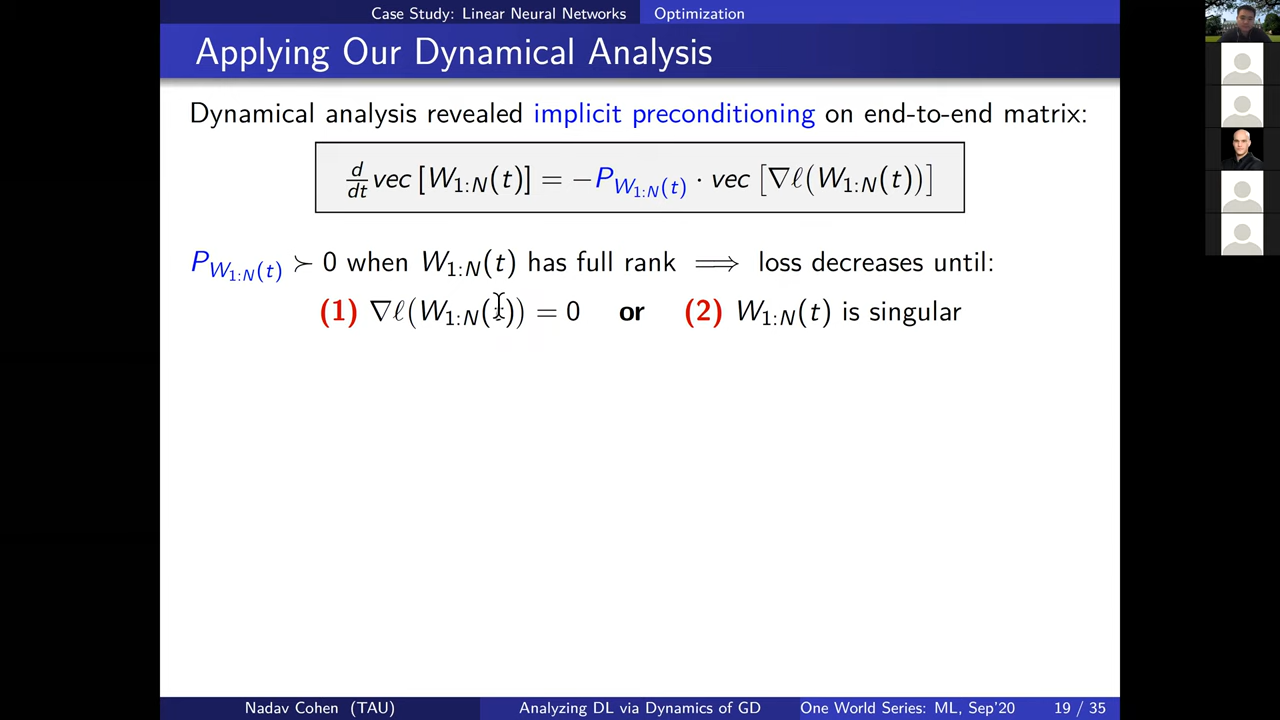 Case Study: Linear Neural Networks Optimization
Applying Our Dynamical Analysis
Dynamical analysis revealed implicit preconditioning on end-to-end matrix:
d/dt vec [W₁:N(t)] = −P_W₁:N(t) · vec [∇ℓ(W₁:N(t))]
P_W₁:N(t) ≻ 0 when W₁:N(t) has full rank ⟹ loss decreases until:
(1) ∇ℓ(W₁:N(t)) = 0 or (2) W₁:N(t) is singular
Nadav Cohen (TAU) Analyzing DL via Dynamics of GD One World Series: ML, Sep'20 19 / 35